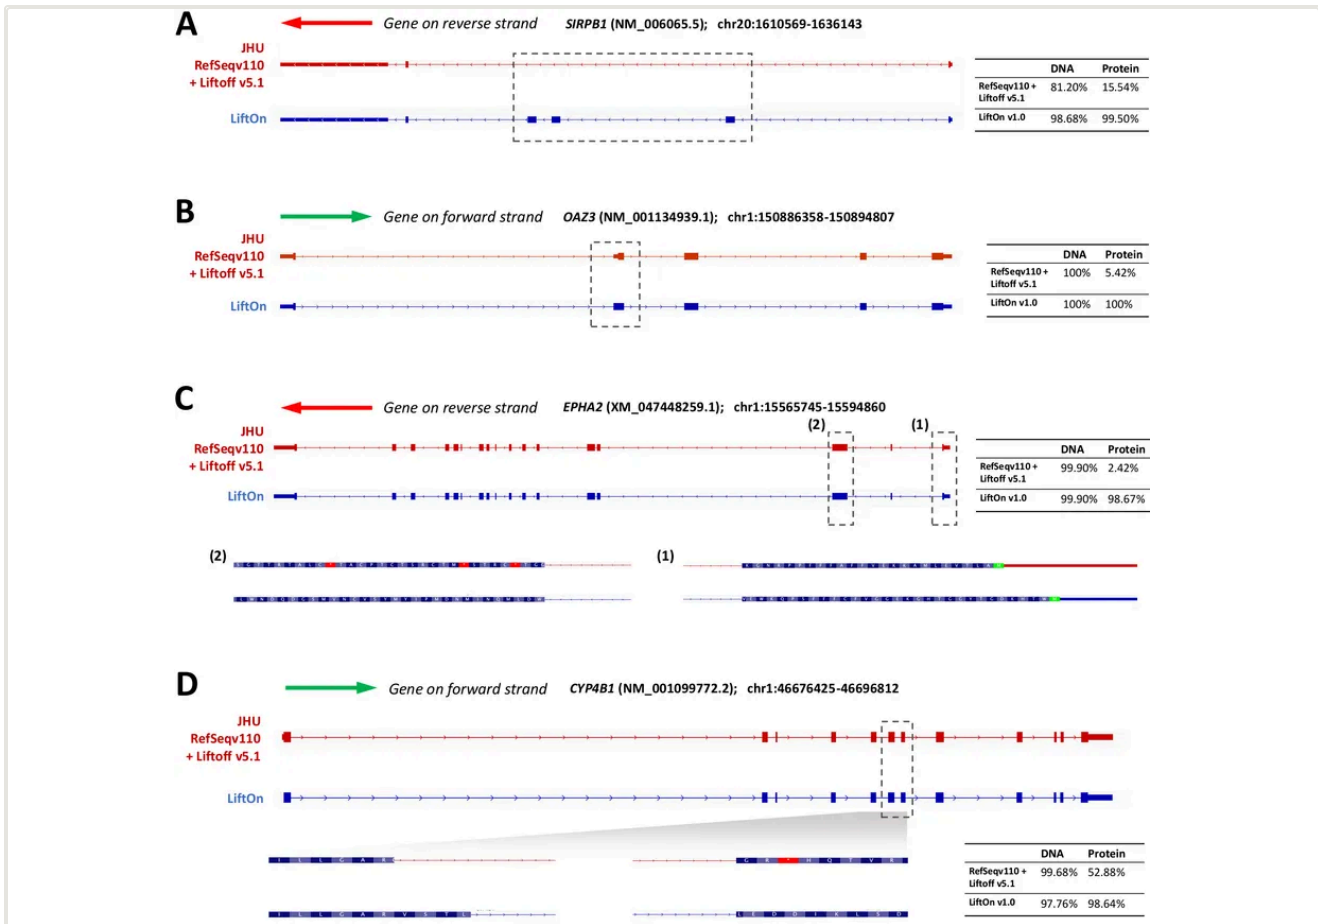 A
Gene on reverse strand SIRPB1 (NM_006065.5); chr20:1610569-1636143
JHU
RefSeqv110
+ Liftoff v5.1
LiftOn
DNA Protein
RefSeqv110 + Liftoff v5.1 81.20% 15.54%
LiftOn v1.0 98.68% 99.50%
B
Gene on forward strand OAZ3 (NM_001134939.1); chr1:150886358-150894807
JHU
RefSeqv110
+ Liftoff v5.1
LiftOn
DNA Protein
RefSeqv110 + Liftoff v5.1 100% 5.42%
LiftOn v1.0 100% 100%
C
Gene on reverse strand EPHA2 (XM_047448259.1); chr1:15565745-15594860
(2) (1)
JHU
RefSeqv110
+ Liftoff v5.1
LiftOn
DNA Protein
RefSeqv110 + Liftoff v5.1 99.90% 2.42%
LiftOn v1.0 99.90% 98.67%
(2) (1)
D
Gene on forward strand CYP4B1 (NM_001099772.2); chr1:46676425-46696812
JHU
RefSeqv110
+ Liftoff v5.1
LiftOn
I L L G A R G R * H Q T V R
I L L G A R V S T L L E D D I K L S D
DNA Protein
RefSeqv110 + Liftoff v5.1 99.68% 52.88%
LiftOn v1.0 97.76% 98.64%